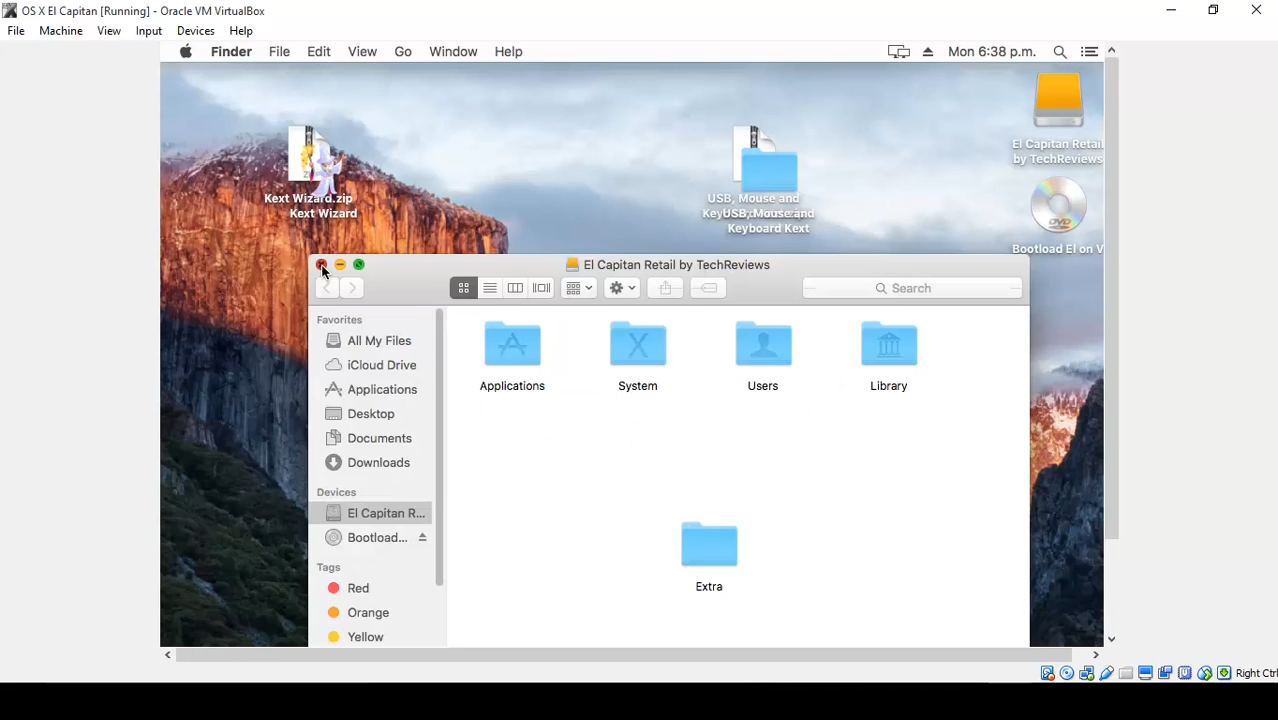 OS X El Capitan [Running] - Oracle VM VirtualBox
File Machine View Input Devices Help
Finder File Edit View Go Window Help Mon 6:38 p.m.
Kext Wizard.zip
Kext Wizard
USB, Mouse and
USB, Mouse and
Keyboard Kext
El Capitan Retail
by TechReviews
DVD
Bootload El on V
El Capitan Retail by TechReviews
Search
Favorites
All My Files
iCloud Drive
Applications
Desktop
Documents
Downloads
Devices
El Capitan R...
Bootload...
Tags
Red
Orange
Yellow
Applications System Users Library
Extra
Right Ctrl